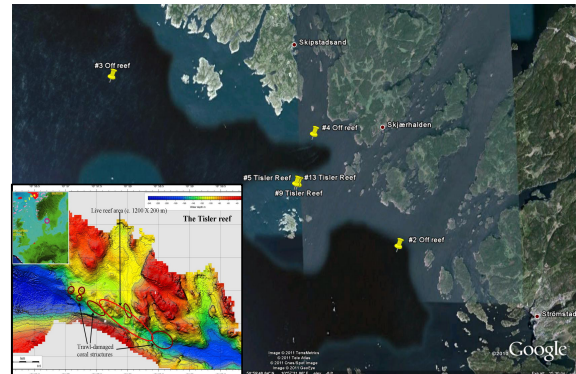 Skipstadsand
#3 Off reef
#4 Off reef
Skjærhalden
#5 Tisler Reef
#13 Tisler Reef
#9 Tisler Reef
Live reef area (c. 1200 X 200 m)
The Tisler reef
#2 Off reef
Strömstad
Trawl-damaged
coral structures
Image © 2011 TerraMetrics
© 2011 Tele Atlas
© 2011 Cnes/Spot Image
Image © 2011 GeoEye
Google